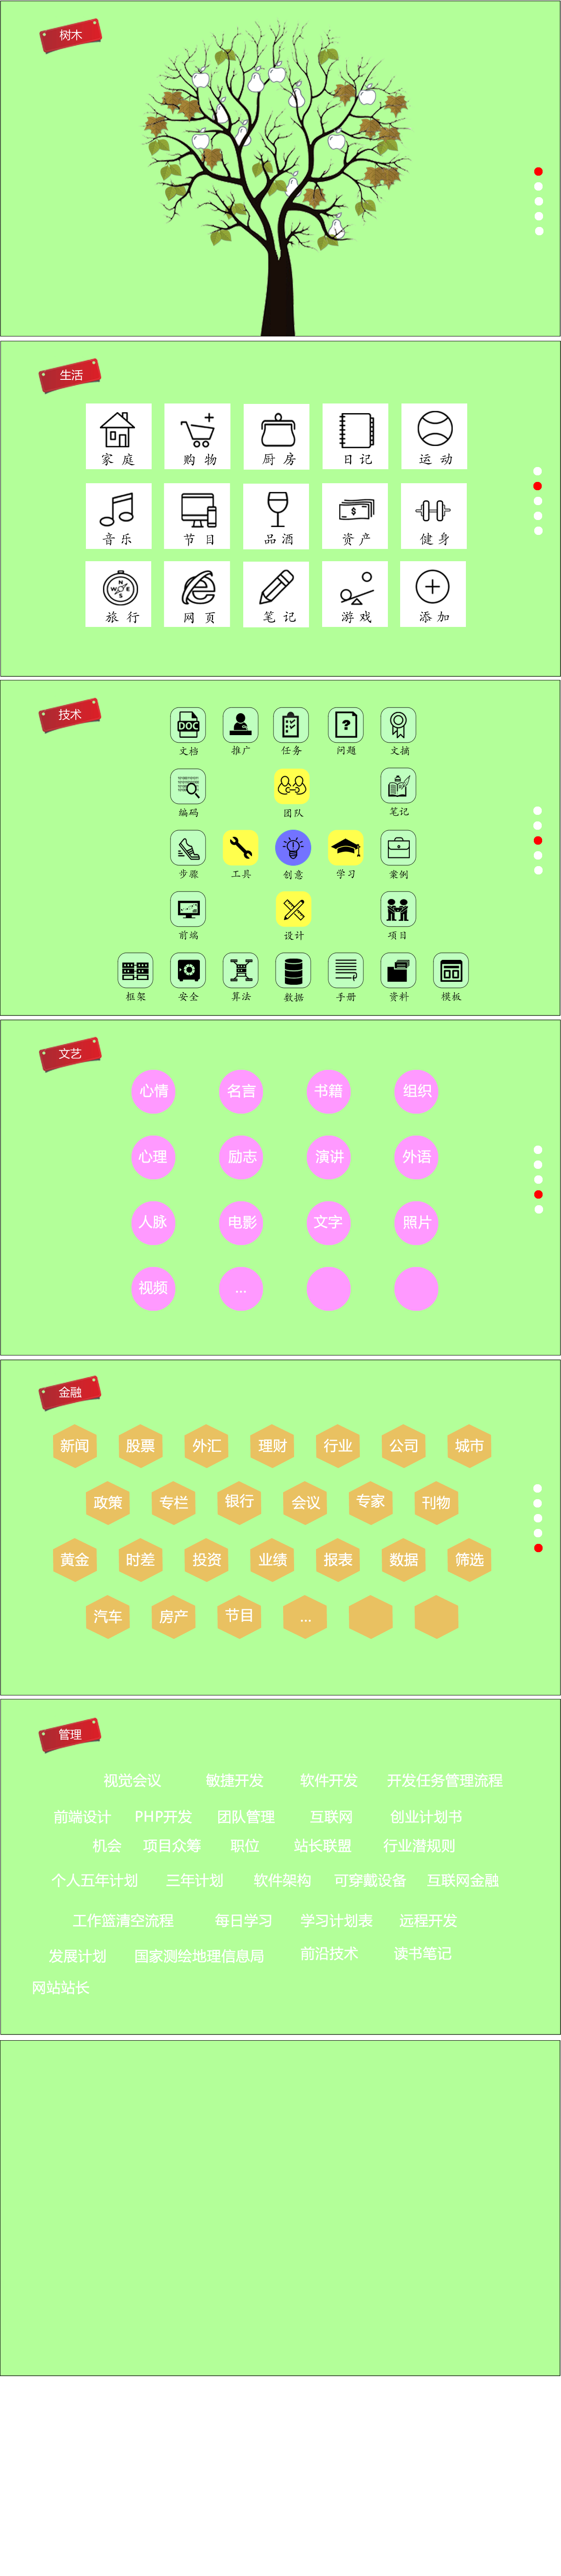 树木
生活
家庭 购物 厨房 日记 运动
音乐 节目 品酒 资产 健身
旅行 网页 笔记 游戏 添加
技术
DOC
文档 推广 任务 问题 文摘
编码 团队 笔记
步骤 工具 创意 学习 案例
前端 设计 项目
框架 安全 算法 数据 手册 资料 模板
文艺
心情 名言 书籍 组织
心理 励志 演讲 外语
人脉 电影 文字 照片
视频 ...
金融
新闻 股票 外汇 理财 行业 公司 城市
政策 专栏 银行 会议 专家 刊物
黄金 时差 投资 业绩 报表 数据 筛选
汽车 房产 节目 ...
管理
视觉会议 敏捷开发 软件开发 开发任务管理流程
前端设计 PHP开发 团队管理 互联网 创业计划书
机会 项目众筹 职位 站长联盟 行业潜规则
个人五年计划 三年计划 软件架构 可穿戴设备 互联网金融
工作篮清空流程 每日学习 学习计划表 远程开发
发展计划 国家测绘地理信息局 前沿技术 读书笔记
网站站长